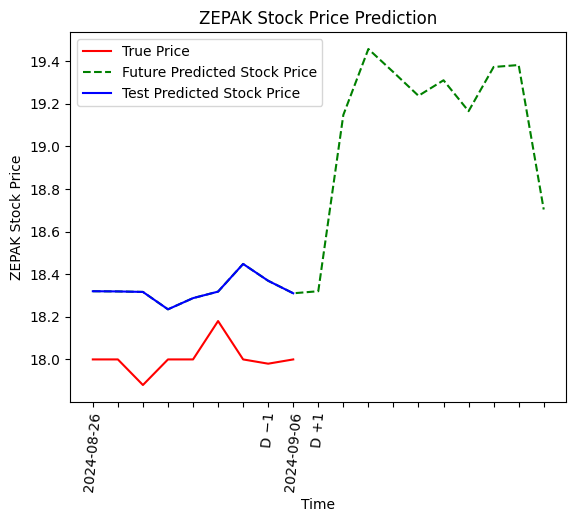 ZEPAK Stock Price Prediction
True Price
Future Predicted Stock Price
Test Predicted Stock Price
ZEPAK Stock Price
19.4
19.2
19.0
18.8
18.6
18.4
18.2
18.0
2024-08-26
D −1
2024-09-06
D +1
Time